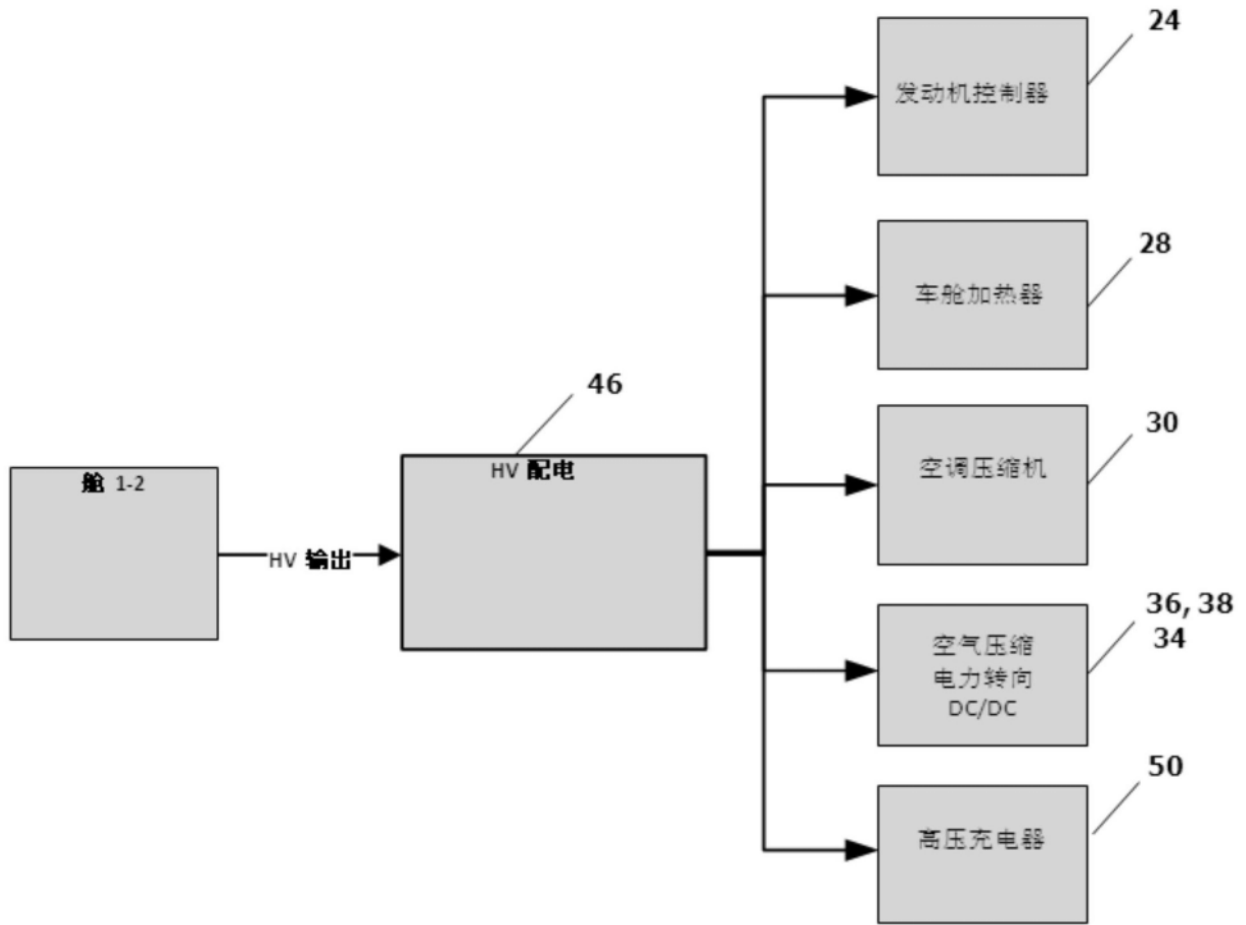 24
发动机控制器
28
车舱加热器
46
30
舱 1-2
HV 配电
空调压缩机
HV 输出
36, 38
34
空气压缩
电力转向
DC/DC
50
高压充电器